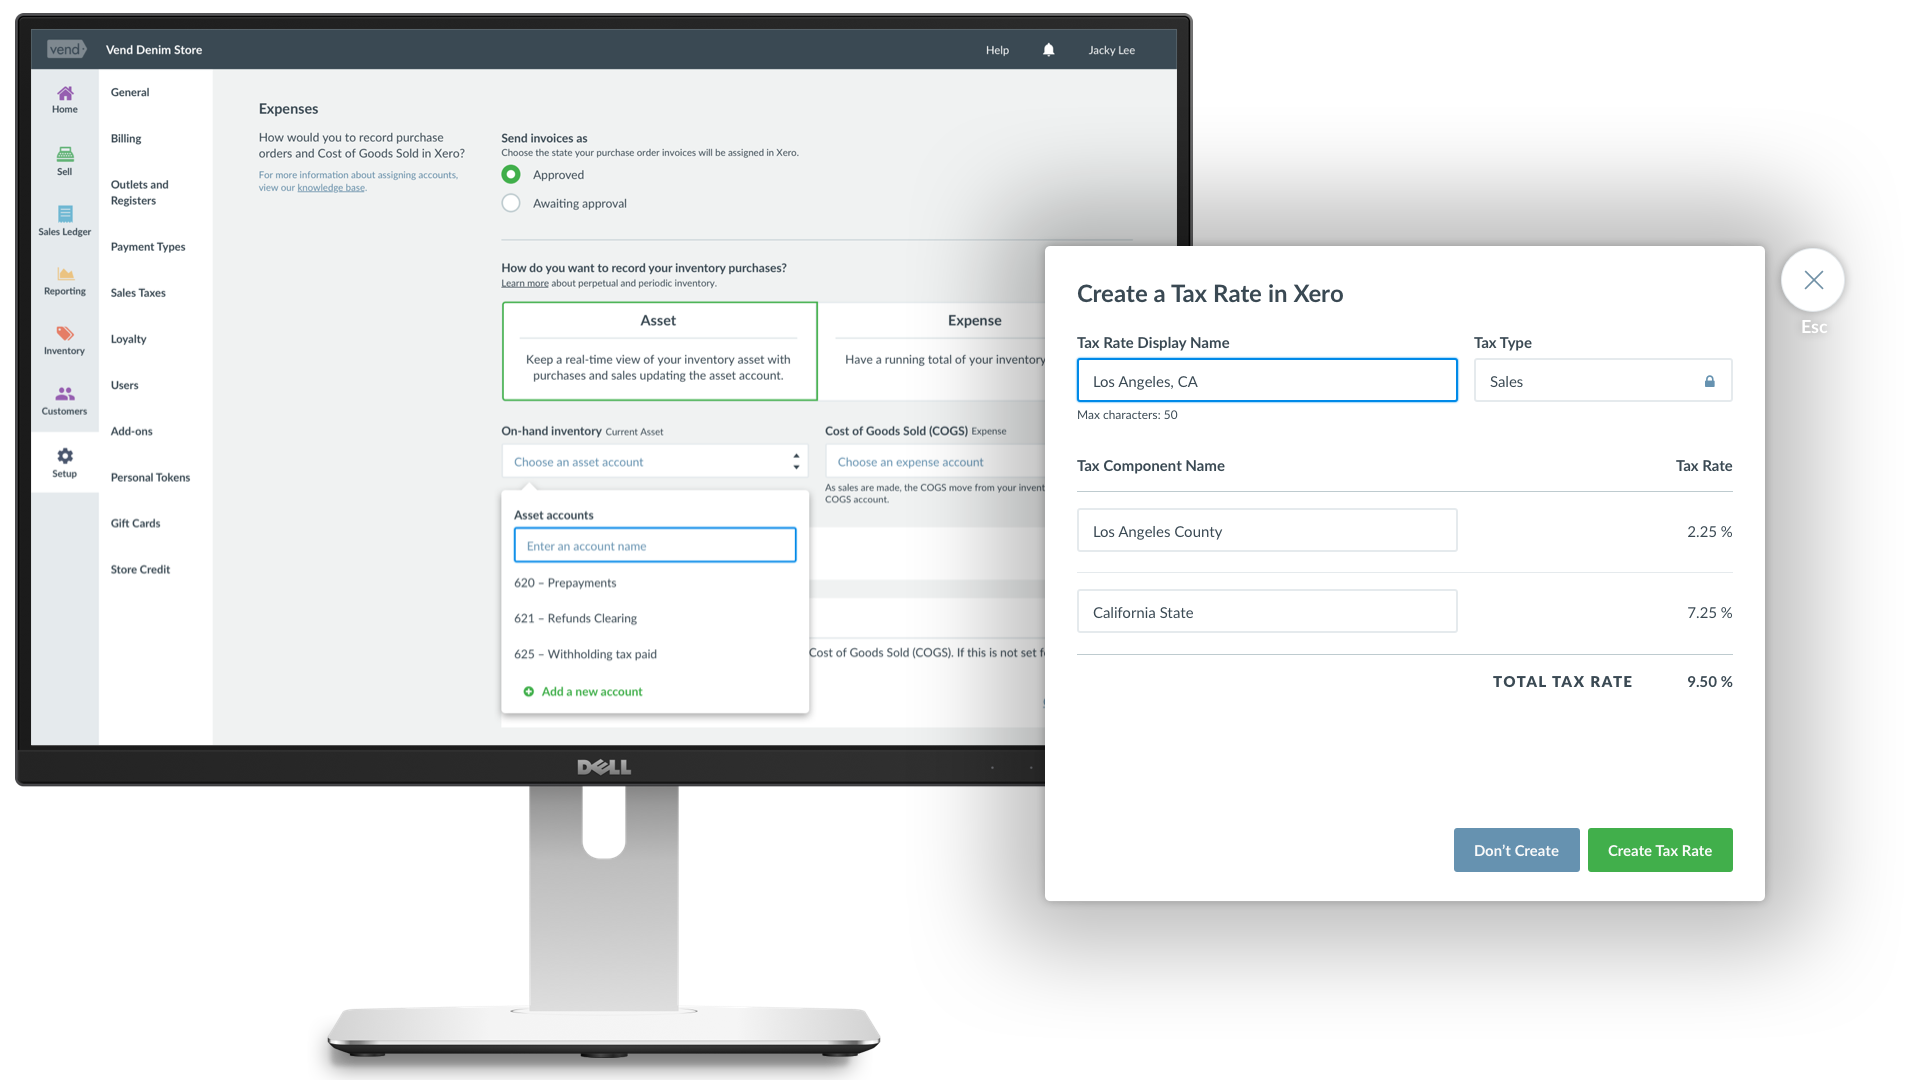 vend
Vend Denim Store
Help
Jacky Lee
Home
Sell
Sales Ledger
Reporting
Inventory
Customers
Setup
General
Billing
Outlets and
Registers
Payment Types
Sales Taxes
Loyalty
Users
Add-ons
Personal Tokens
Gift Cards
Store Credit
Expenses
How would you to record purchase
orders and Cost of Goods Sold in Xero?
For more information about assigning accounts,
view our knowledge base.
Send invoices as
Choose the state your purchase order invoices will be assigned in Xero.
Approved
Awaiting approval
How do you want to record your inventory purchases?
Learn more about perpetual and periodic inventory.
Asset
Keep a real-time view of your inventory asset with
purchases and sales updating the asset account.
Expense
Have a running total of your inventory
On-hand inventory Current Asset
Choose an asset account
Cost of Goods Sold (COGS) Expense
Choose an expense account
As sales are made, the COGS move from your invent
COGS account.
Asset accounts
Enter an account name
620 – Prepayments
621 – Refunds Clearing
625 – Withholding tax paid
Add a new account
Cost of Goods Sold (COGS). If this is not set
DELL
Create a Tax Rate in Xero
Esc
Tax Rate Display Name
Los Angeles, CA
Max characters: 50
Tax Type
Sales
Tax Component Name
Tax Rate
Los Angeles County
2.25 %
California State
7.25 %
TOTAL TAX RATE
9.50 %
Don't Create
Create Tax Rate